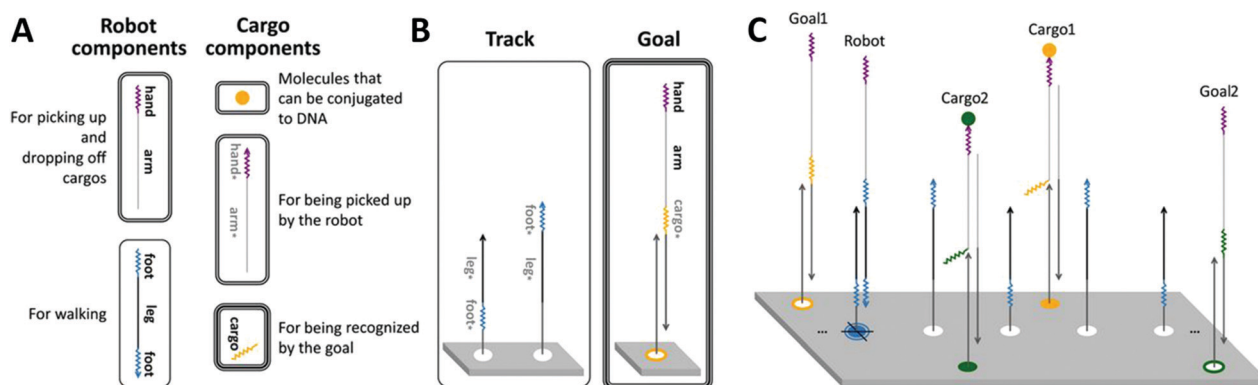 A
Robot
components
Cargo
components
hand
arm
For picking up
and
dropping off
cargos
foot
leg
foot
For walking
Molecules that
can be conjugated
to DNA
hand*
arm*
For being picked up
by the robot
cargo
For being recognized
by the goal
B
Track
Goal
leg*
foot*
foot*
leg*
hand
arm
cargo*
C
Goal1
Robot
Cargo2
Cargo1
Goal2
...
...